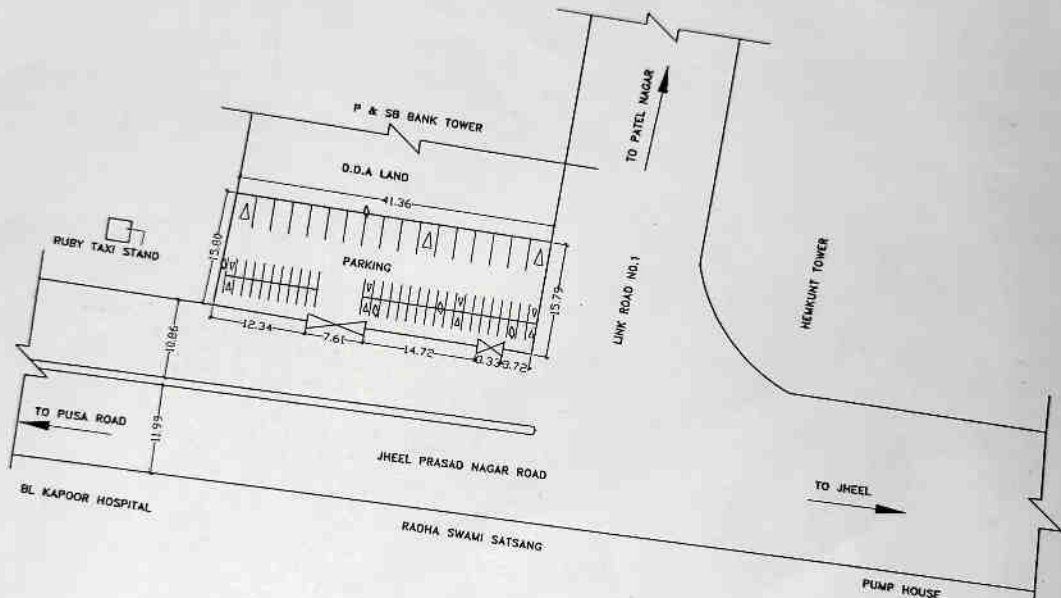 P & SB BANK TOWER
D.D.A LAND
41.36
TO PATEL NAGAR
RUBY TAXI STAND
15.80
PARKING
15.79
LINK ROAD NO.1
HEMKUNT TOWER
12.34
7.61
14.72
3.33
3.72
10.86
TO PUSA ROAD
11.99
JHEEL PRASAD NAGAR ROAD
TO JHEEL
BL KAPOOR HOSPITAL
RADHA SWAMI SATSANG
PUMP HOUSE